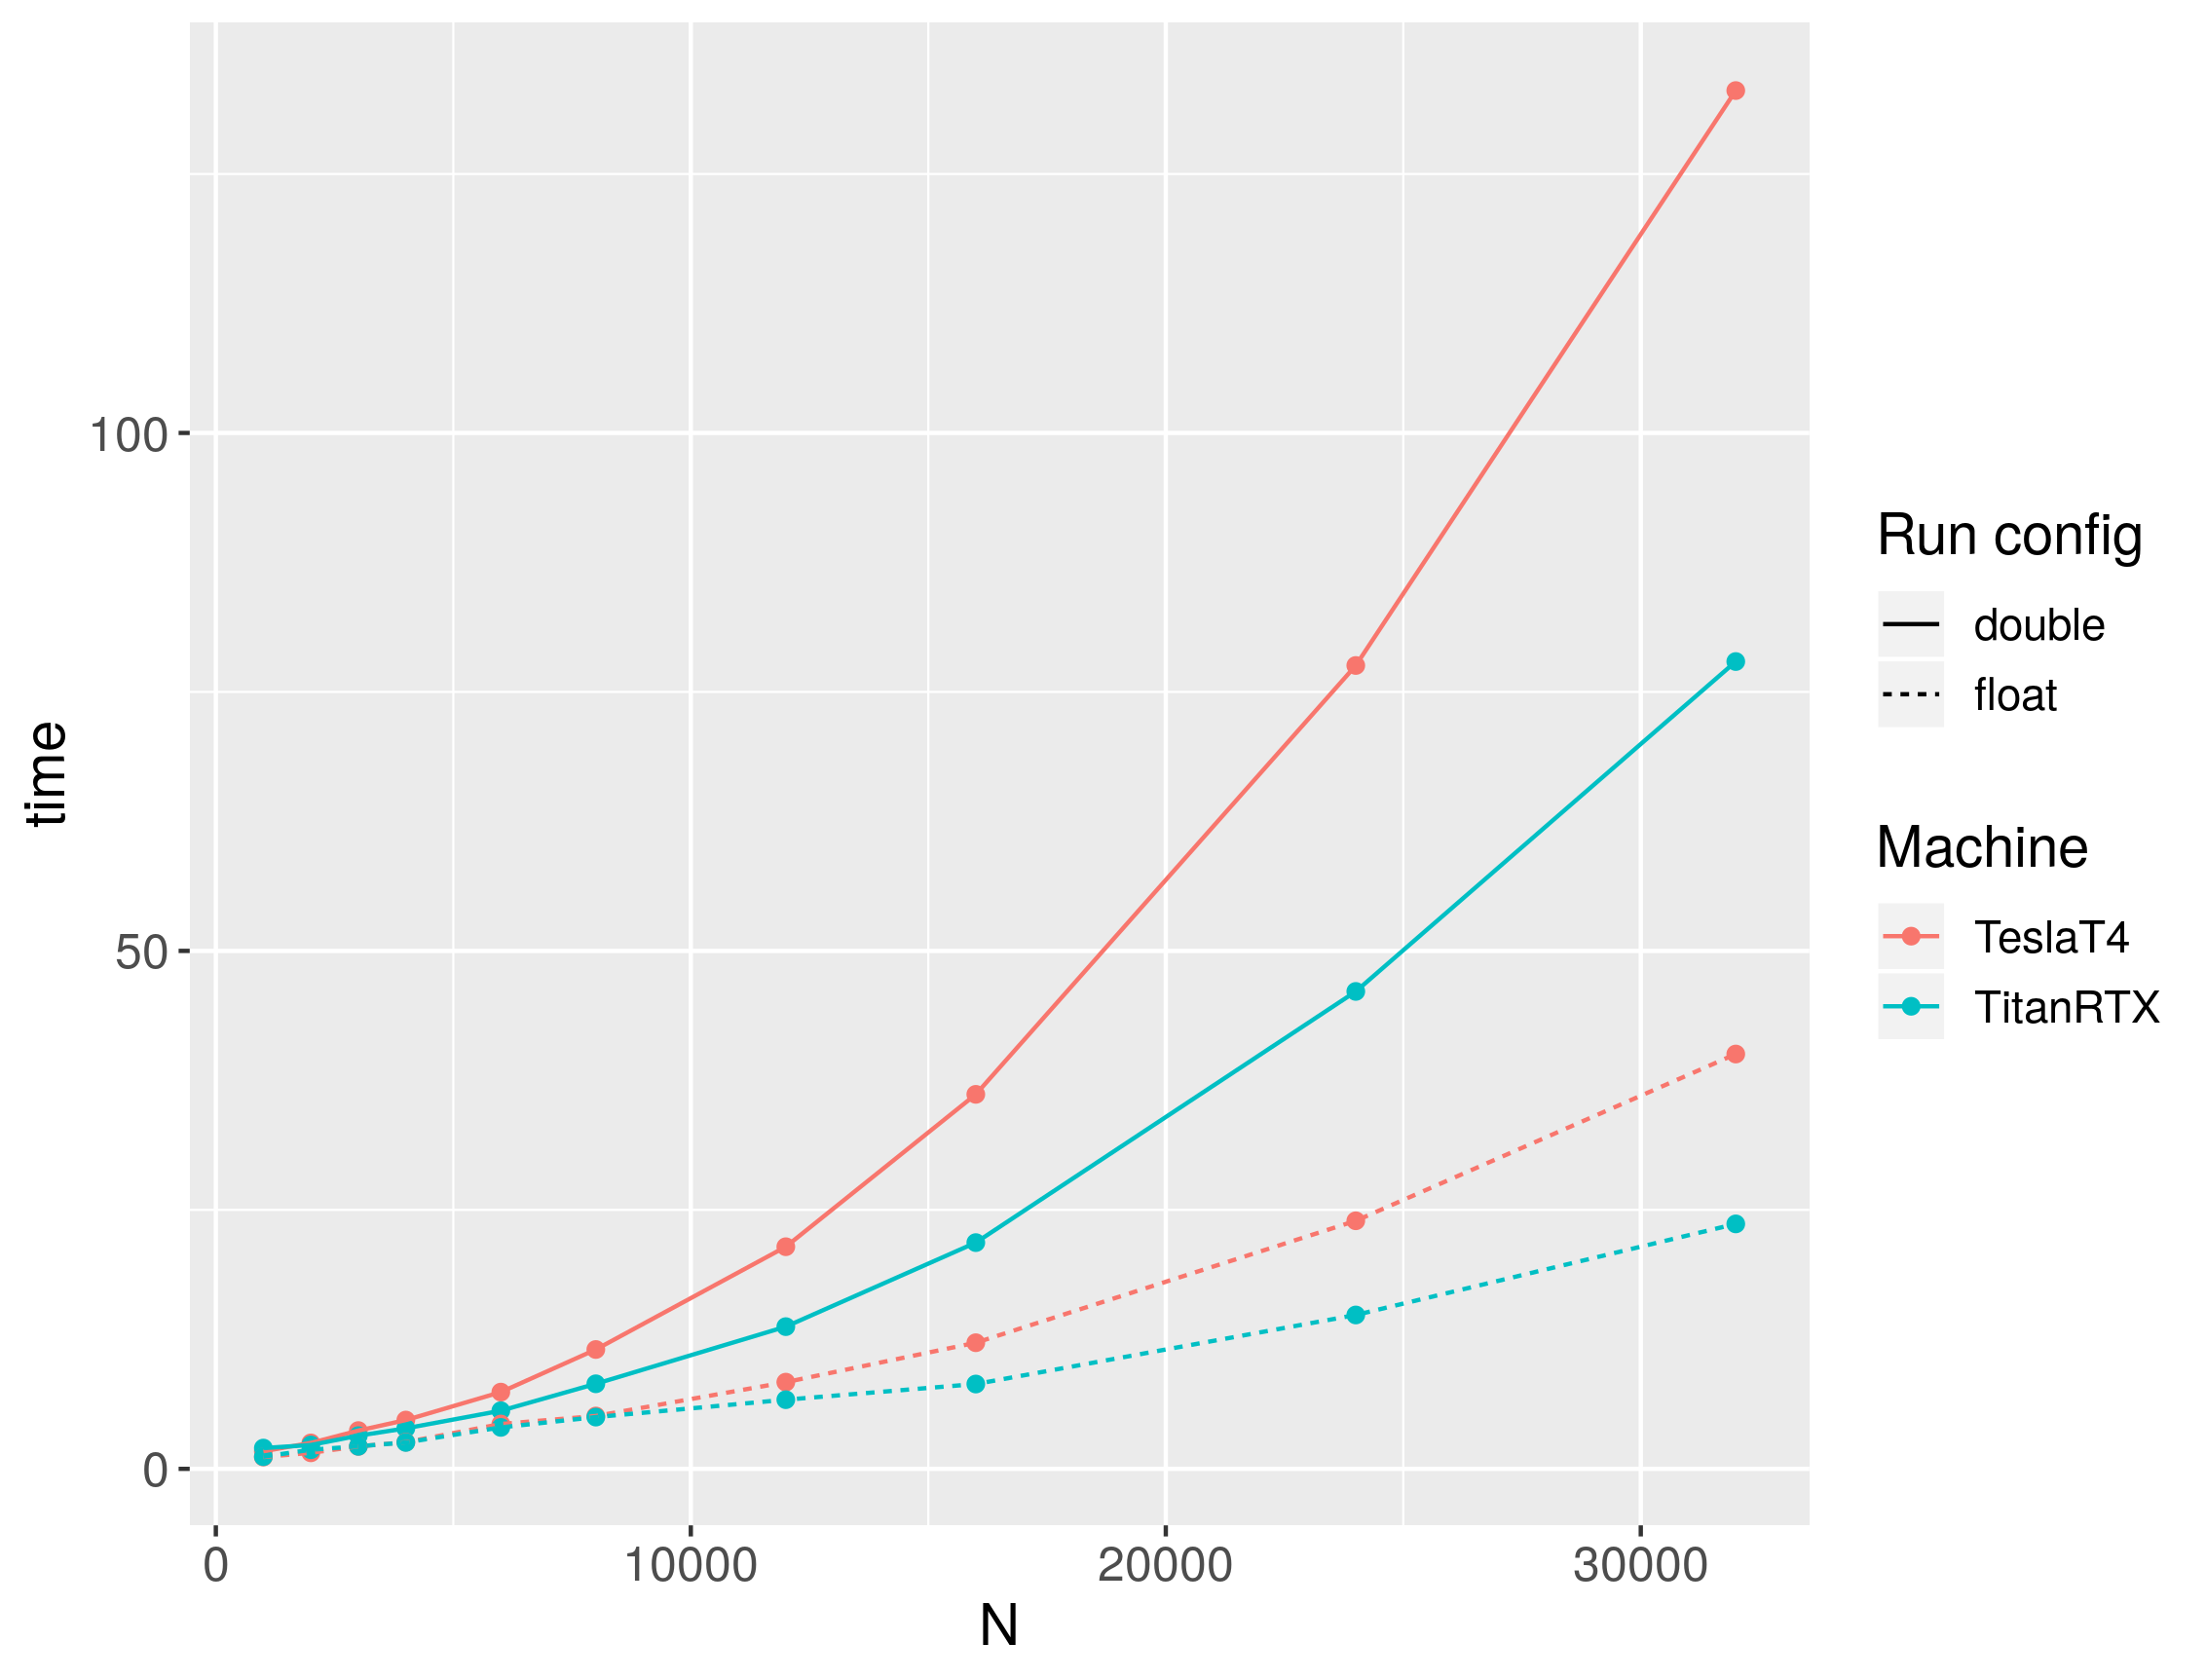 time
100
50
0
0
10000
20000
30000
N
Run config
double
float
Machine
TeslaT4
TitanRTX